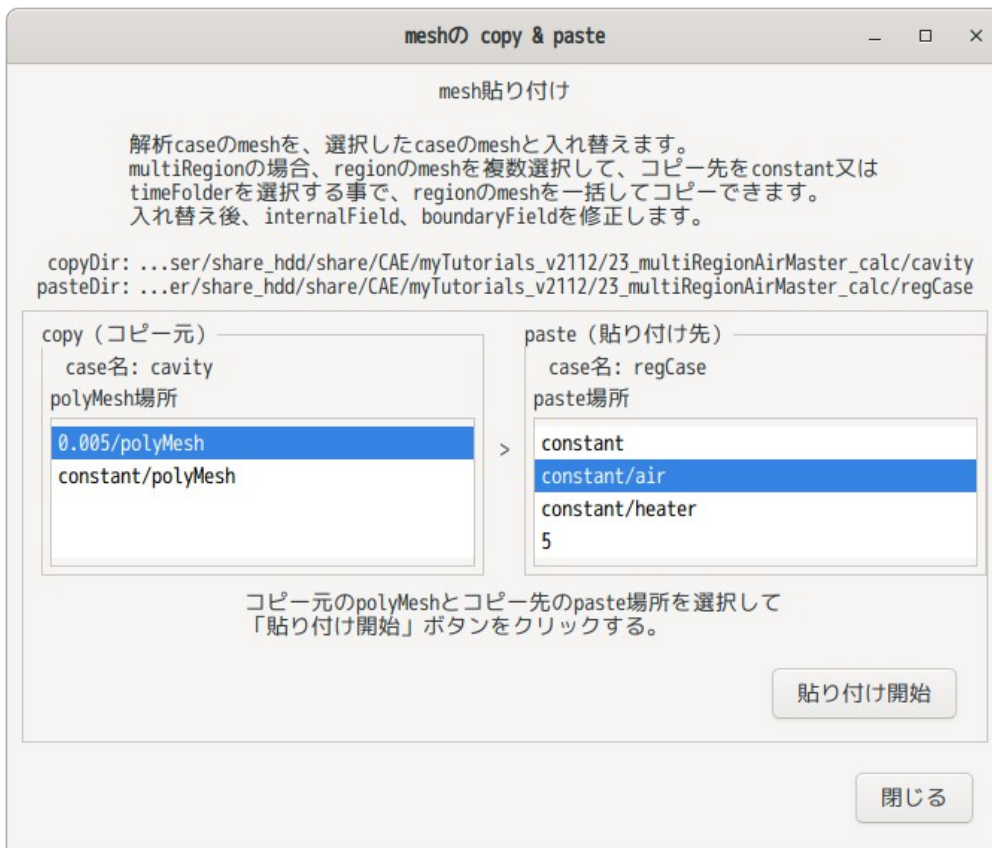 meshの copy & paste
mesh貼り付け
解析caseのmeshを、選択したcaseのmeshと入れ替えます。
multiRegionの場合、regionのmeshを複数選択して、コピー先をconstant又は
timeFolderを選択する事で、regionのmeshを一括してコピーできます。
入れ替え後、internalField、boundaryFieldを修正します。
copyDir: ...ser/share_hdd/share/CAE/myTutorials_v2112/23_multiRegionAirMaster_calc/cavity
pasteDir: ...er/share_hdd/share/CAE/myTutorials_v2112/23_multiRegionAirMaster_calc/regCase
copy（コピー元）
case名: cavity
polyMesh場所
0.005/polyMesh
constant/polyMesh
>
paste（貼り付け先）
case名: regCase
paste場所
constant
constant/air
constant/heater
5
コピー元のpolyMeshとコピー先のpaste場所を選択して
「貼り付け開始」ボタンをクリックする。
貼り付け開始
閉じる